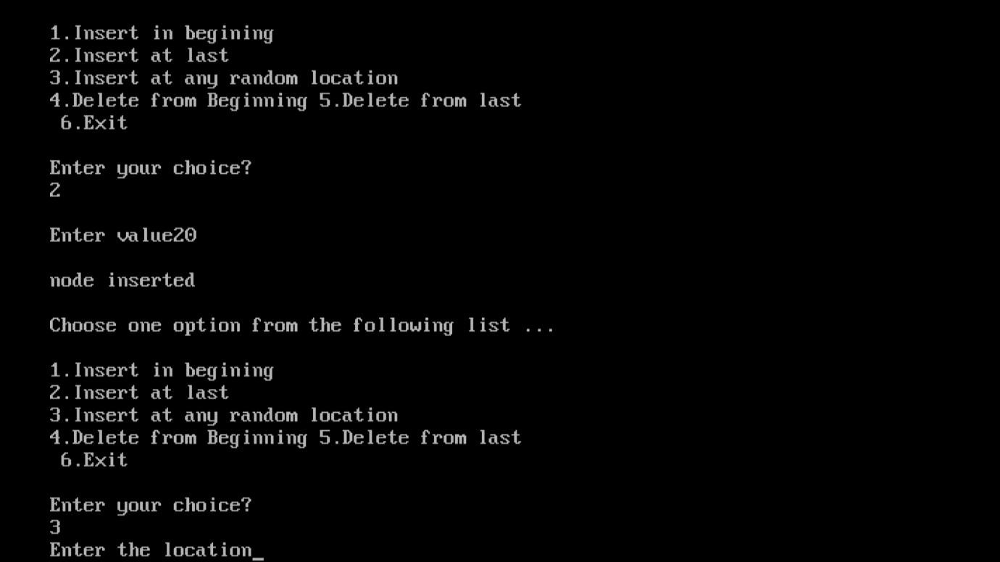 1.Insert in begining
2.Insert at last
3.Insert at any random location
4.Delete from Beginning 5.Delete from last
6.Exit
Enter your choice?
2
Enter value20
node inserted
Choose one option from the following list ...
1.Insert in begining
2.Insert at last
3.Insert at any random location
4.Delete from Beginning 5.Delete from last
6.Exit
Enter your choice?
3
Enter the location_